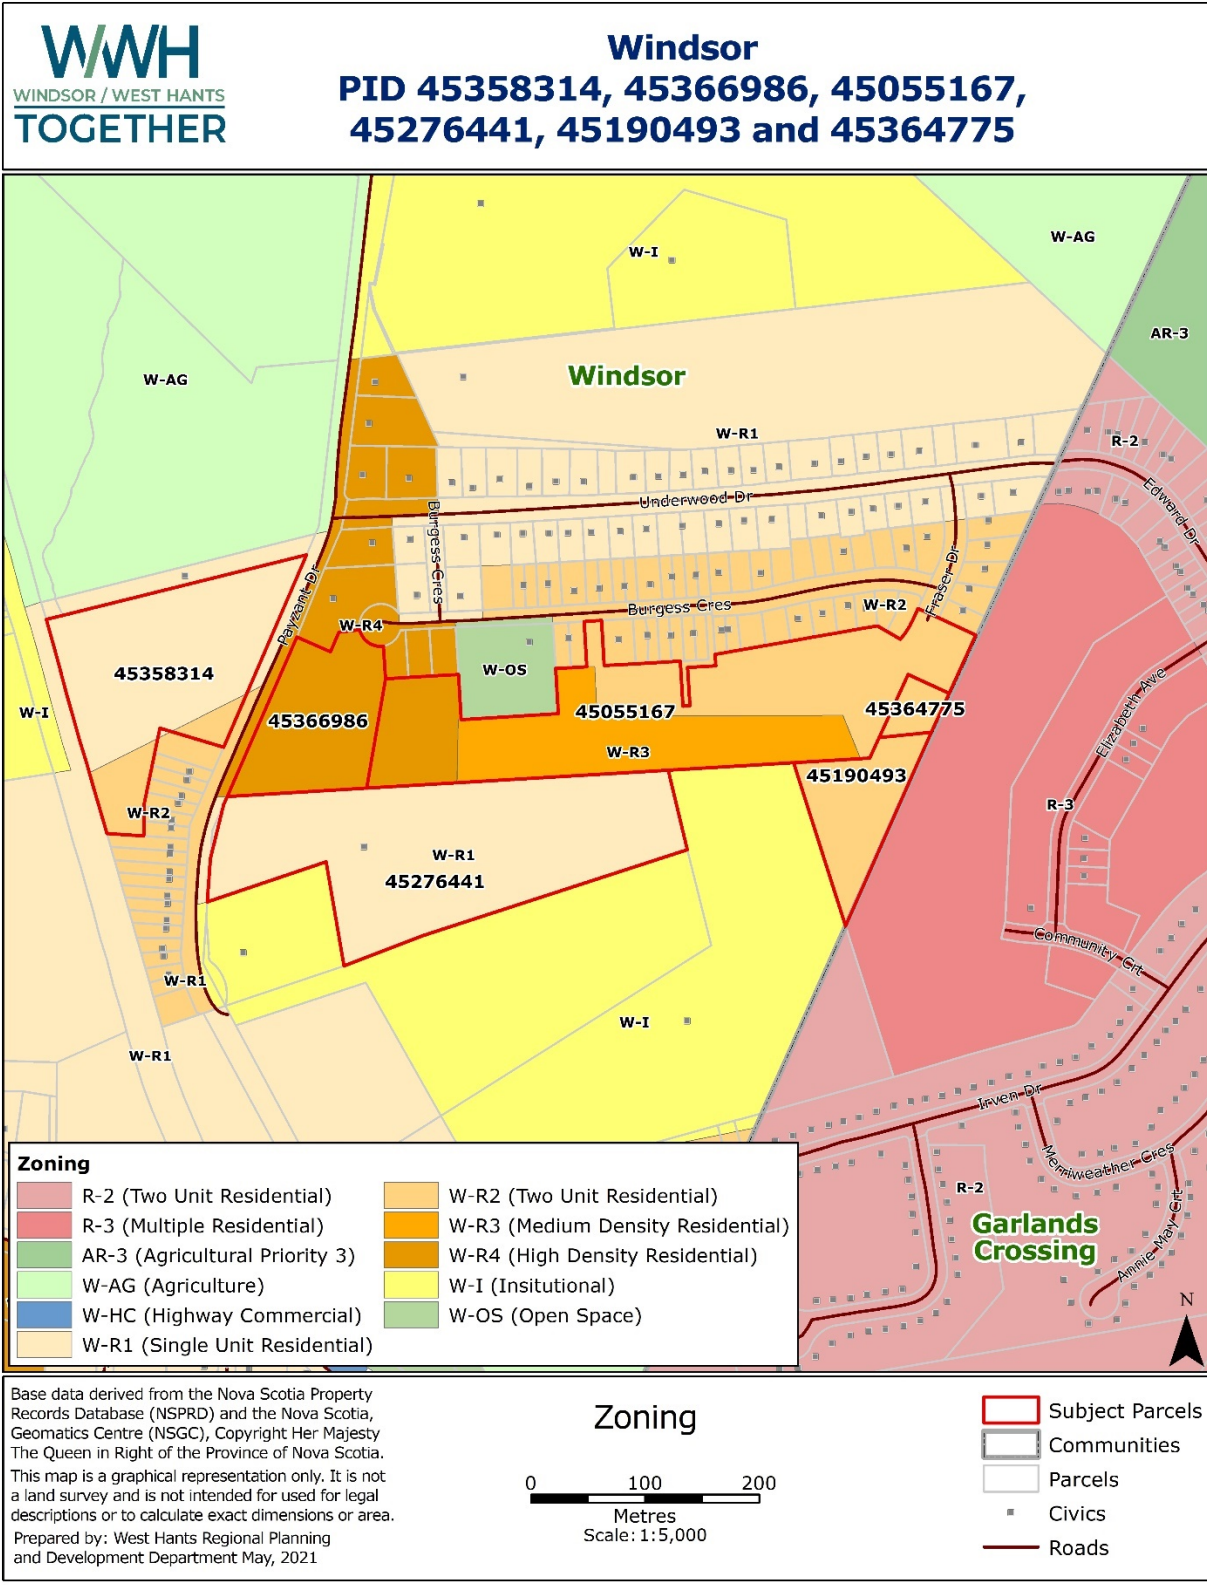 WWH
WINDSOR / WEST HANTS
TOGETHER
Windsor
PID 45358314, 45366986, 45055167,
45276441, 45190493 and 45364775
W-I
W-AG
AR-3
W-AG
Windsor
W-R1
R-2
Underwood Dr
Edward Dr
Burgess Cres
Payzant Dr
Fraser Dr
Burgess Cres
W-R2
W-R4
W-OS
45358314
45366986
45055167
45364775
W-I
W-R3
45190493
Elizabeth Ave
R-3
W-R2
W-R1
45276441
Community Crt
W-R1
W-I
W-R1
Irven Dr
Merriweather Cres
R-2
Garlands
Crossing
Annie May Crt
N
Zoning
R-2 (Two Unit Residential)
R-3 (Multiple Residential)
AR-3 (Agricultural Priority 3)
W-AG (Agriculture)
W-HC (Highway Commercial)
W-R1 (Single Unit Residential)
W-R2 (Two Unit Residential)
W-R3 (Medium Density Residential)
W-R4 (High Density Residential)
W-I (Insitutional)
W-OS (Open Space)
Base data derived from the Nova Scotia Property
Records Database (NSPRD) and the Nova Scotia,
Geomatics Centre (NSGC), Copyright Her Majesty
The Queen in Right of the Province of Nova Scotia.
This map is a graphical representation only. It is not
a land survey and is not intended for used for legal
descriptions or to calculate exact dimensions or area.
Prepared by: West Hants Regional Planning
and Development Department May, 2021
Zoning
0 100 200
Metres
Scale: 1:5,000
Subject Parcels
Communities
Parcels
Civics
Roads